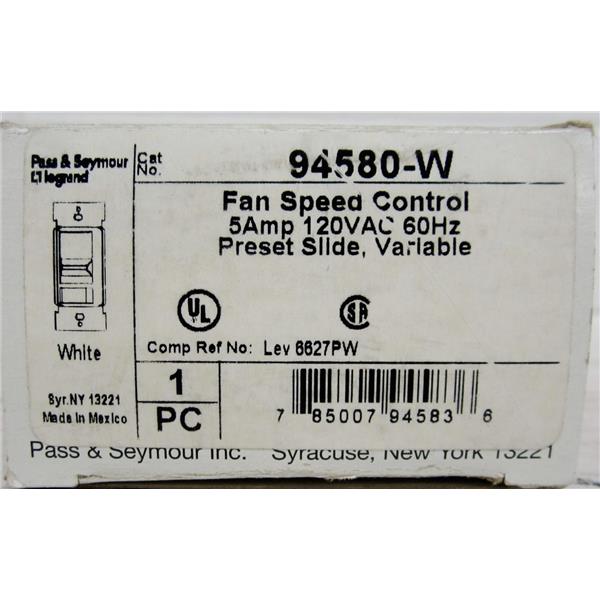 Pass & Seymour
Legrand
Cat
No.
94580-W
Fan Speed Control
5Amp 120VAC 60Hz
Preset Slide, Variable
UL
SA
White
Comp Ref No: Lev 6627PW
Syr.NY 13221
Made in Mexico
1
PC
7 85007 94583 6
Pass & Seymour Inc. Syracuse, New York 13221